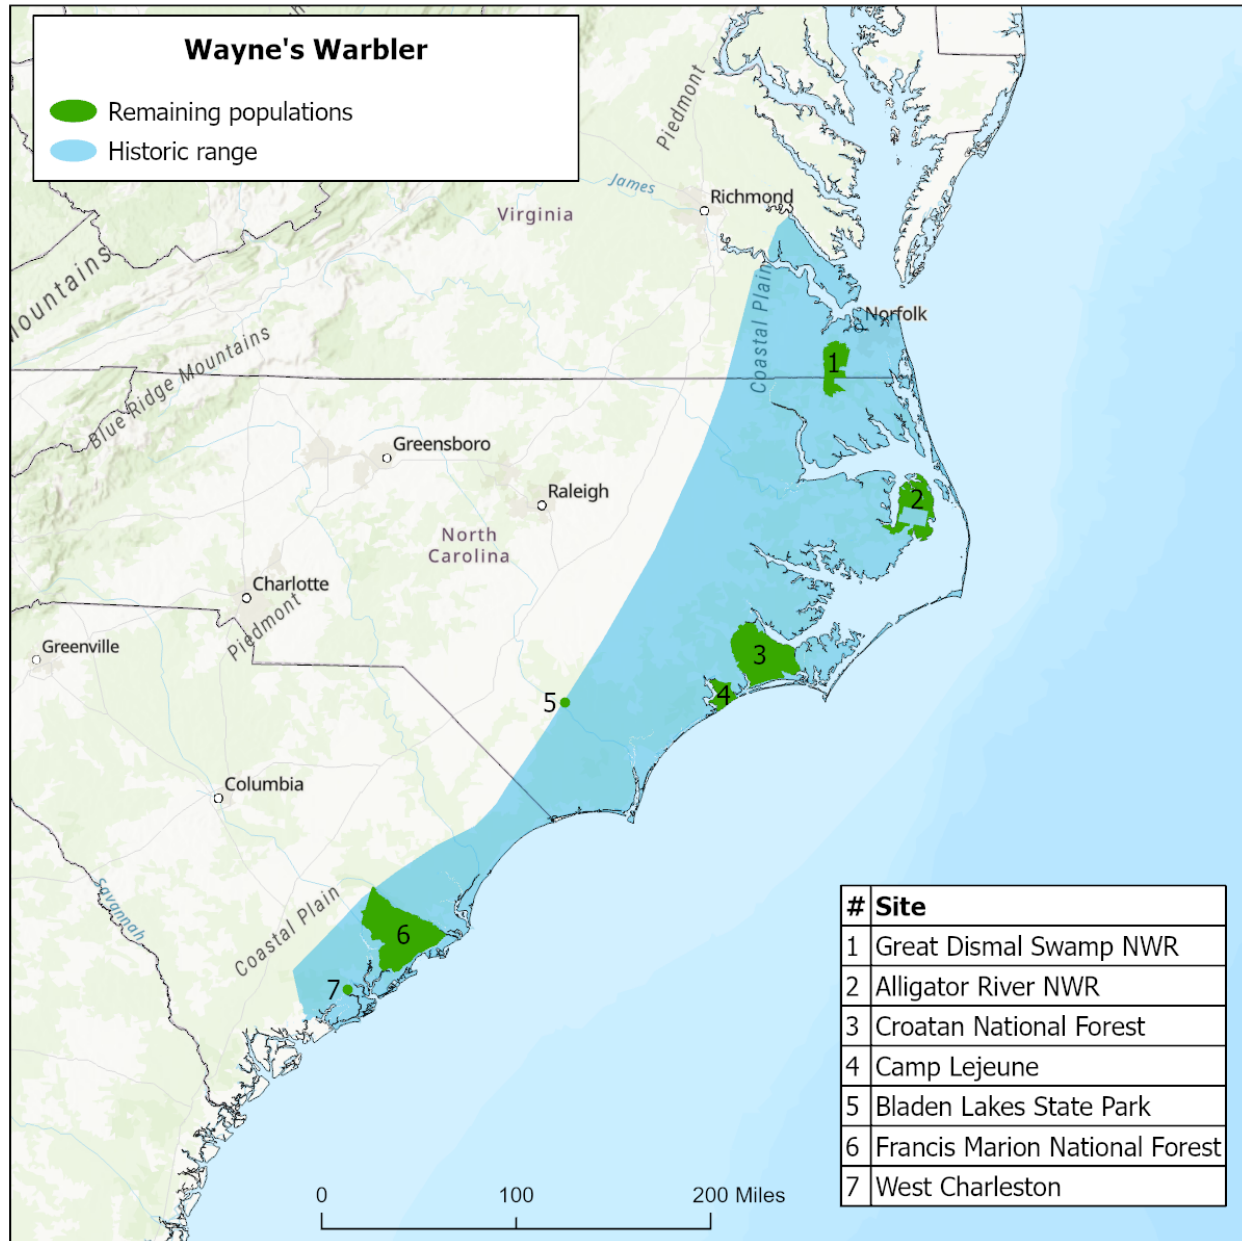 Wayne's Warbler
Remaining populations
Historic range
Piedmont
James
Richmond
Virginia
Mountains
Coastal Plain
Norfolk
Blue Ridge Mountains
1
Greensboro
Raleigh
2
North
Carolina
Charlotte
Piedmont
Greenville
3
4
5
Columbia
Savannah
Coastal Plain
6
7
# Site
1 Great Dismal Swamp NWR
2 Alligator River NWR
3 Croatan National Forest
4 Camp Lejeune
5 Bladen Lakes State Park
6 Francis Marion National Forest
7 West Charleston
0 100 200 Miles